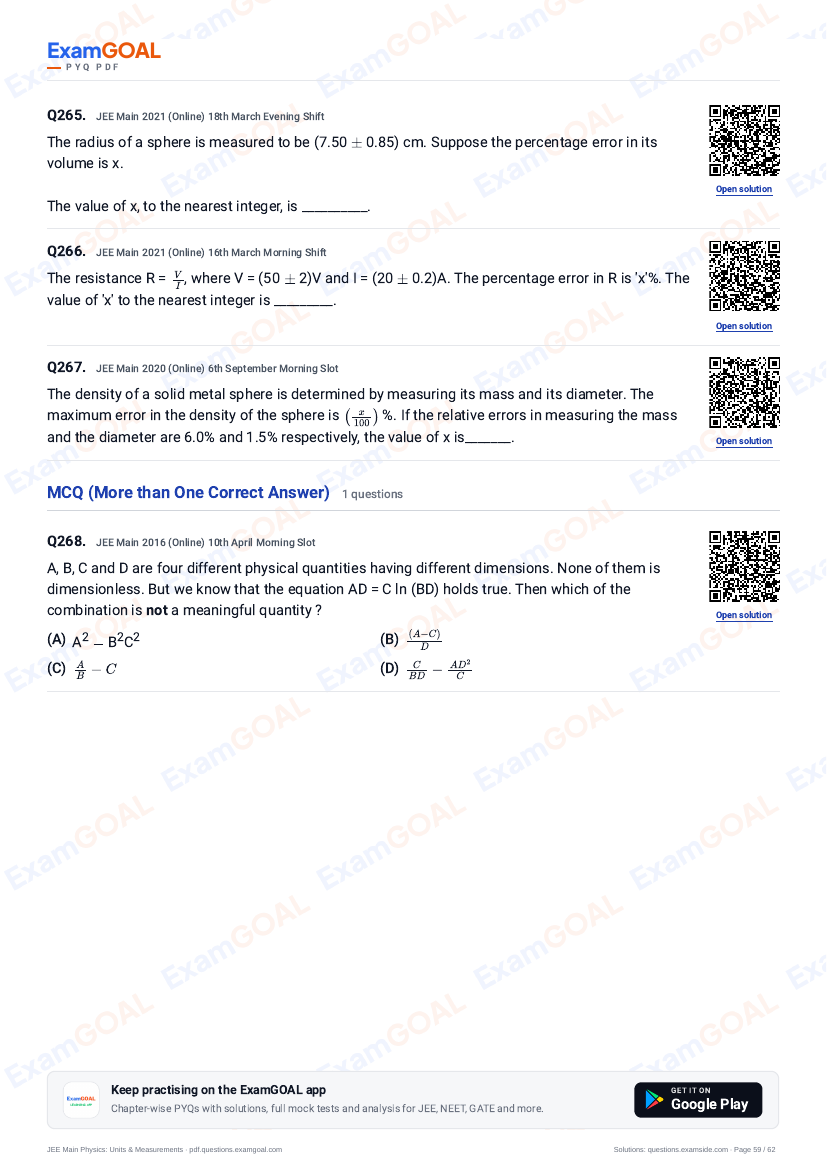 ExamGOAL
PYQ PDF
Q265. JEE Main 2021 (Online) 18th March Evening Shift
The radius of a sphere is measured to be (7.50 ± 0.85) cm. Suppose the percentage error in its
volume is x.
The value of x, to the nearest integer, is __________.
Open solution
Q266. JEE Main 2021 (Online) 16th March Morning Shift
The resistance R = V/I, where V = (50 ± 2)V and I = (20 ± 0.2)A. The percentage error in R is 'x'%. The
value of 'x' to the nearest integer is _________.
Open solution
Q267. JEE Main 2020 (Online) 6th September Morning Slot
The density of a solid metal sphere is determined by measuring its mass and its diameter. The
maximum error in the density of the sphere is (x/100) %. If the relative errors in measuring the mass
and the diameter are 6.0% and 1.5% respectively, the value of x is_______.
Open solution
MCQ (More than One Correct Answer) 1 questions
Q268. JEE Main 2016 (Online) 10th April Morning Slot
A, B, C and D are four different physical quantities having different dimensions. None of them is
dimensionless. But we know that the equation AD = C ln (BD) holds true. Then which of the
combination is not a meaningful quantity ?
Open solution
(A) A² − B²C² (B) (A−C)/D
(C) A/B − C (D) C/BD − AD²/C
ExamGOAL
Keep practising on the ExamGOAL app
Chapter-wise PYQs with solutions, full mock tests and analysis for JEE, NEET, GATE and more.
GET IT ON
Google Play
JEE Main Physics: Units & Measurements · pdf.questions.examgoal.com Solutions: questions.examside.com · Page 59 / 62